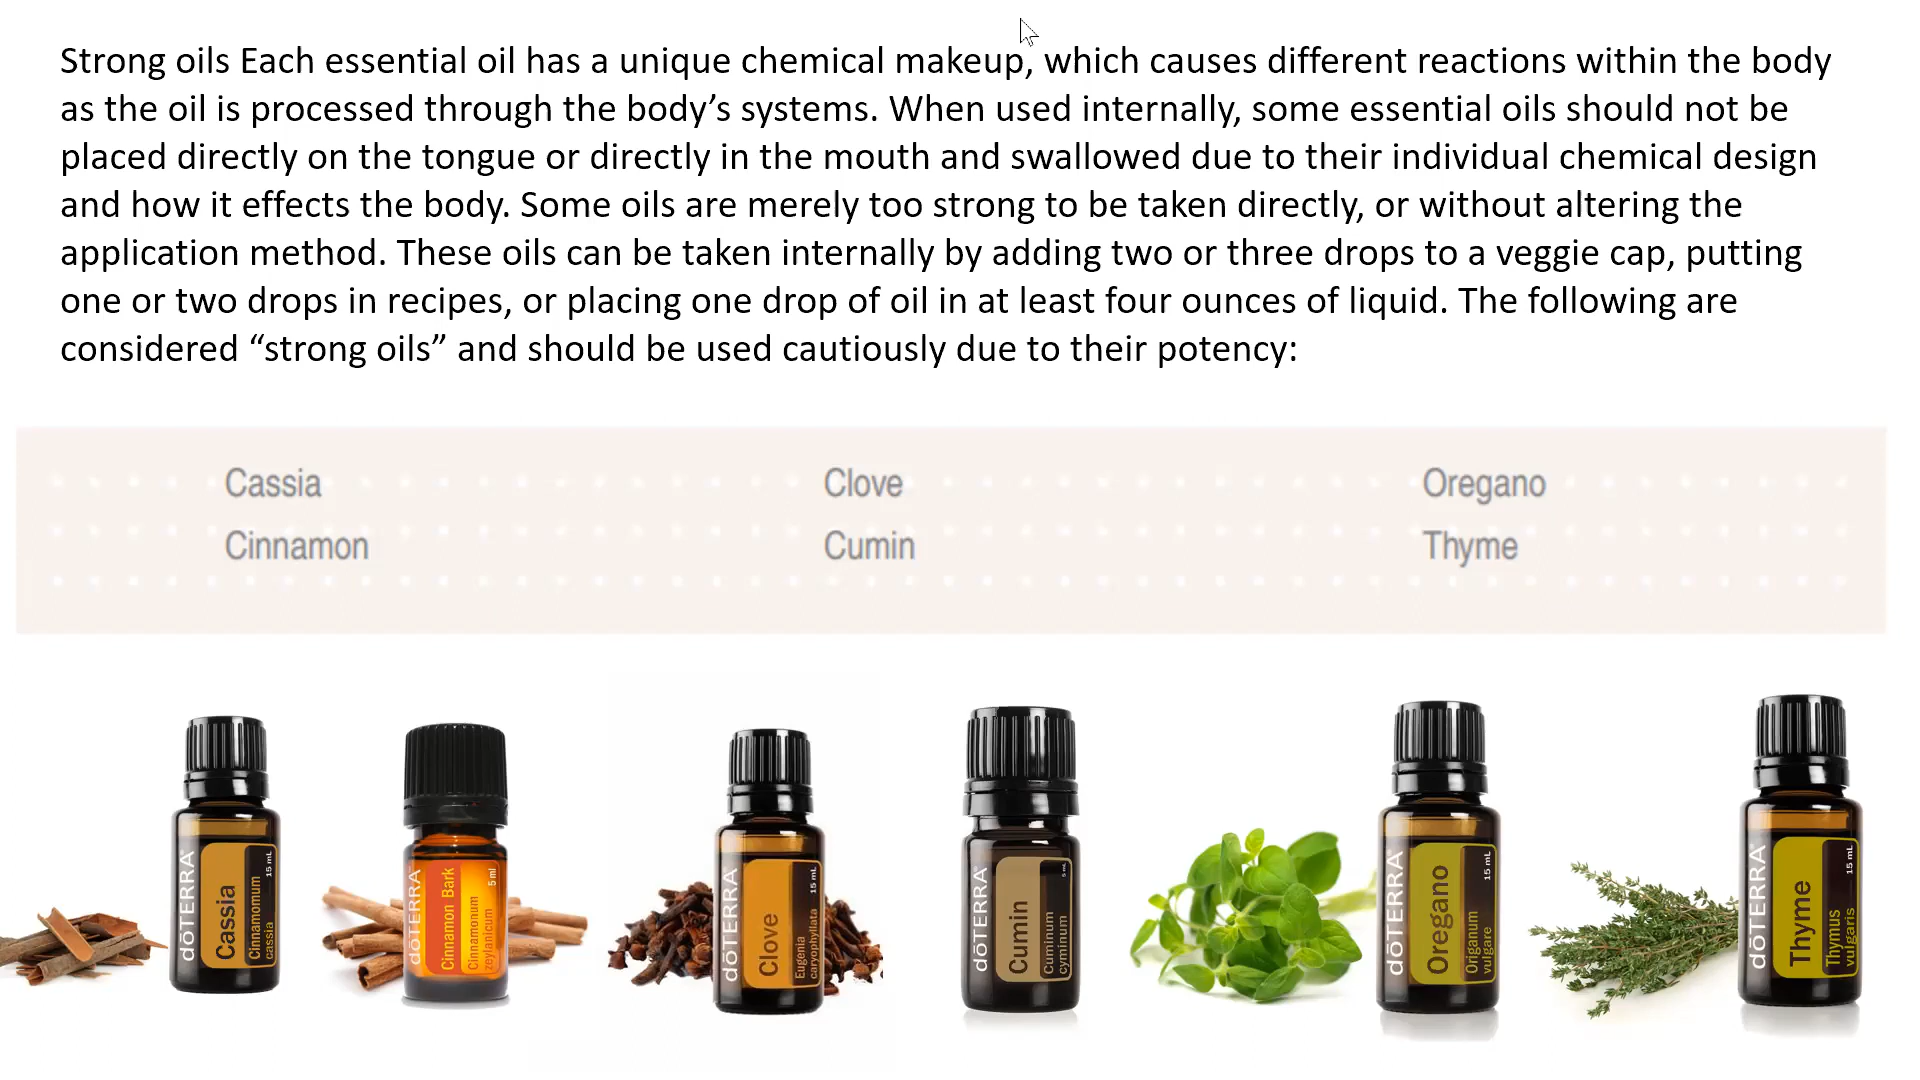 Strong oils Each essential oil has a unique chemical makeup, which causes different reactions within the body
as the oil is processed through the body’s systems. When used internally, some essential oils should not be
placed directly on the tongue or directly in the mouth and swallowed due to their individual chemical design
and how it effects the body. Some oils are merely too strong to be taken directly, or without altering the
application method. These oils can be taken internally by adding two or three drops to a veggie cap, putting
one or two drops in recipes, or placing one drop of oil in at least four ounces of liquid. The following are
considered “strong oils” and should be used cautiously due to their potency:
Cassia Clove Oregano
Cinnamon Cumin Thyme
dōTERRA
Cassia
Cinnamomum
cassia
15 mL
dōTERRA
Cinnamon Bark
Cinnamonum
zeylanicum
5 ml
dōTERRA
Clove
Eugenia
caryophyllata
15 mL
dōTERRA
Cumin
Cuminum
cyminum
5 mL
dōTERRA
Oregano
Origanum
vulgare
15 mL
dōTERRA
Thyme
Thymus
vulgaris
15 mL